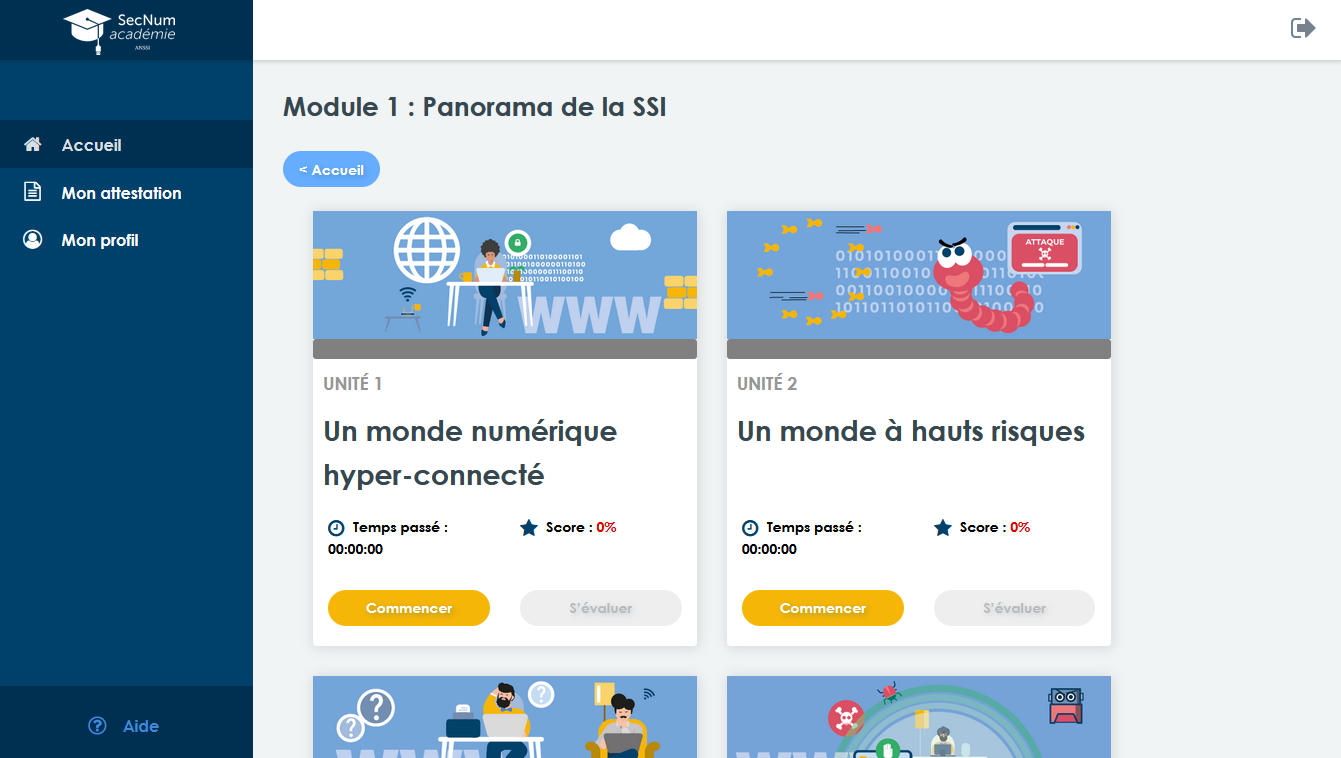 SecNum
académie
ANSSI
Accueil
Mon attestation
Mon profil
Aide
Module 1 : Panorama de la SSI
< Accueil
WWW
UNITÉ 1
Un monde numérique
hyper-connecté
Temps passé :
00:00:00
Score : 0%
Commencer
S'évaluer
ATTAQUE
UNITÉ 2
Un monde à hauts risques
Temps passé :
00:00:00
Score : 0%
Commencer
S'évaluer